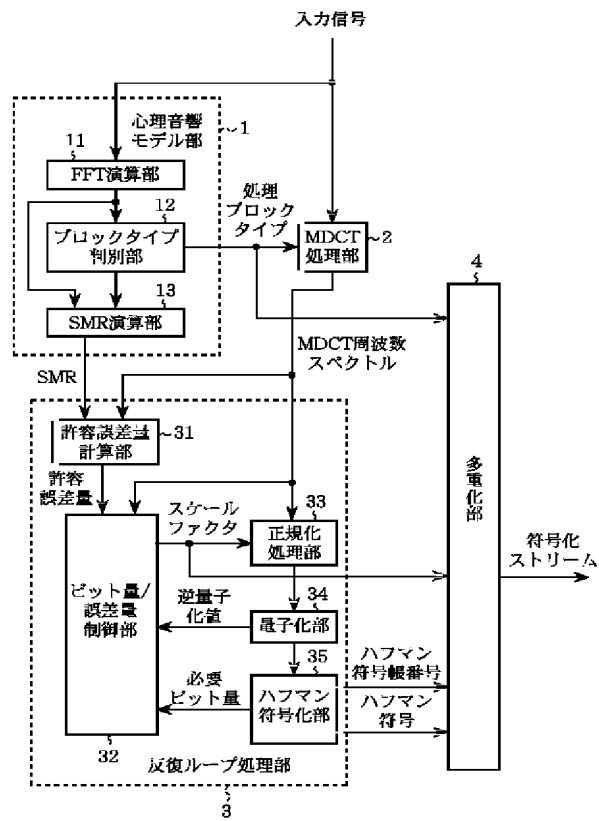 入力信号
心理音響
モデル部
~1
11
FFT演算部
12
ブロックタイプ
判別部
処理
ブロック
タイプ
MDCT
処理部
~2
13
SMR演算部
4
SMR
MDCT周波数
スペクトル
許容誤差量
計算部
~31
許容
誤差量
スケール
ファクタ
33
正規化
処理部
多重化部
符号化
ストリーム
ビット量/
誤差量
制御部
逆量子
化値
34
量子化部
35
必要
ビット量
ハフマン
符号化部
ハフマン
符号帳番号
ハフマン
符号
32
反復ループ処理部
3